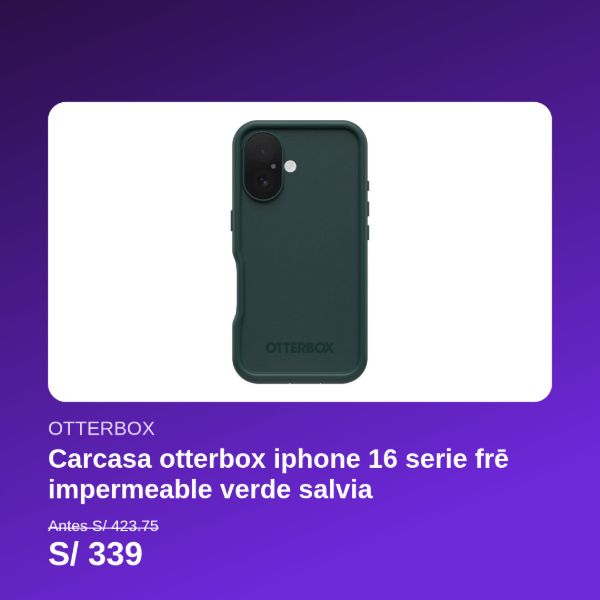 OTTERBOX
OTTERBOX
Carcasa otterbox iphone 16 serie frē
impermeable verde salvia
Antes S/ 423.75
S/ 339